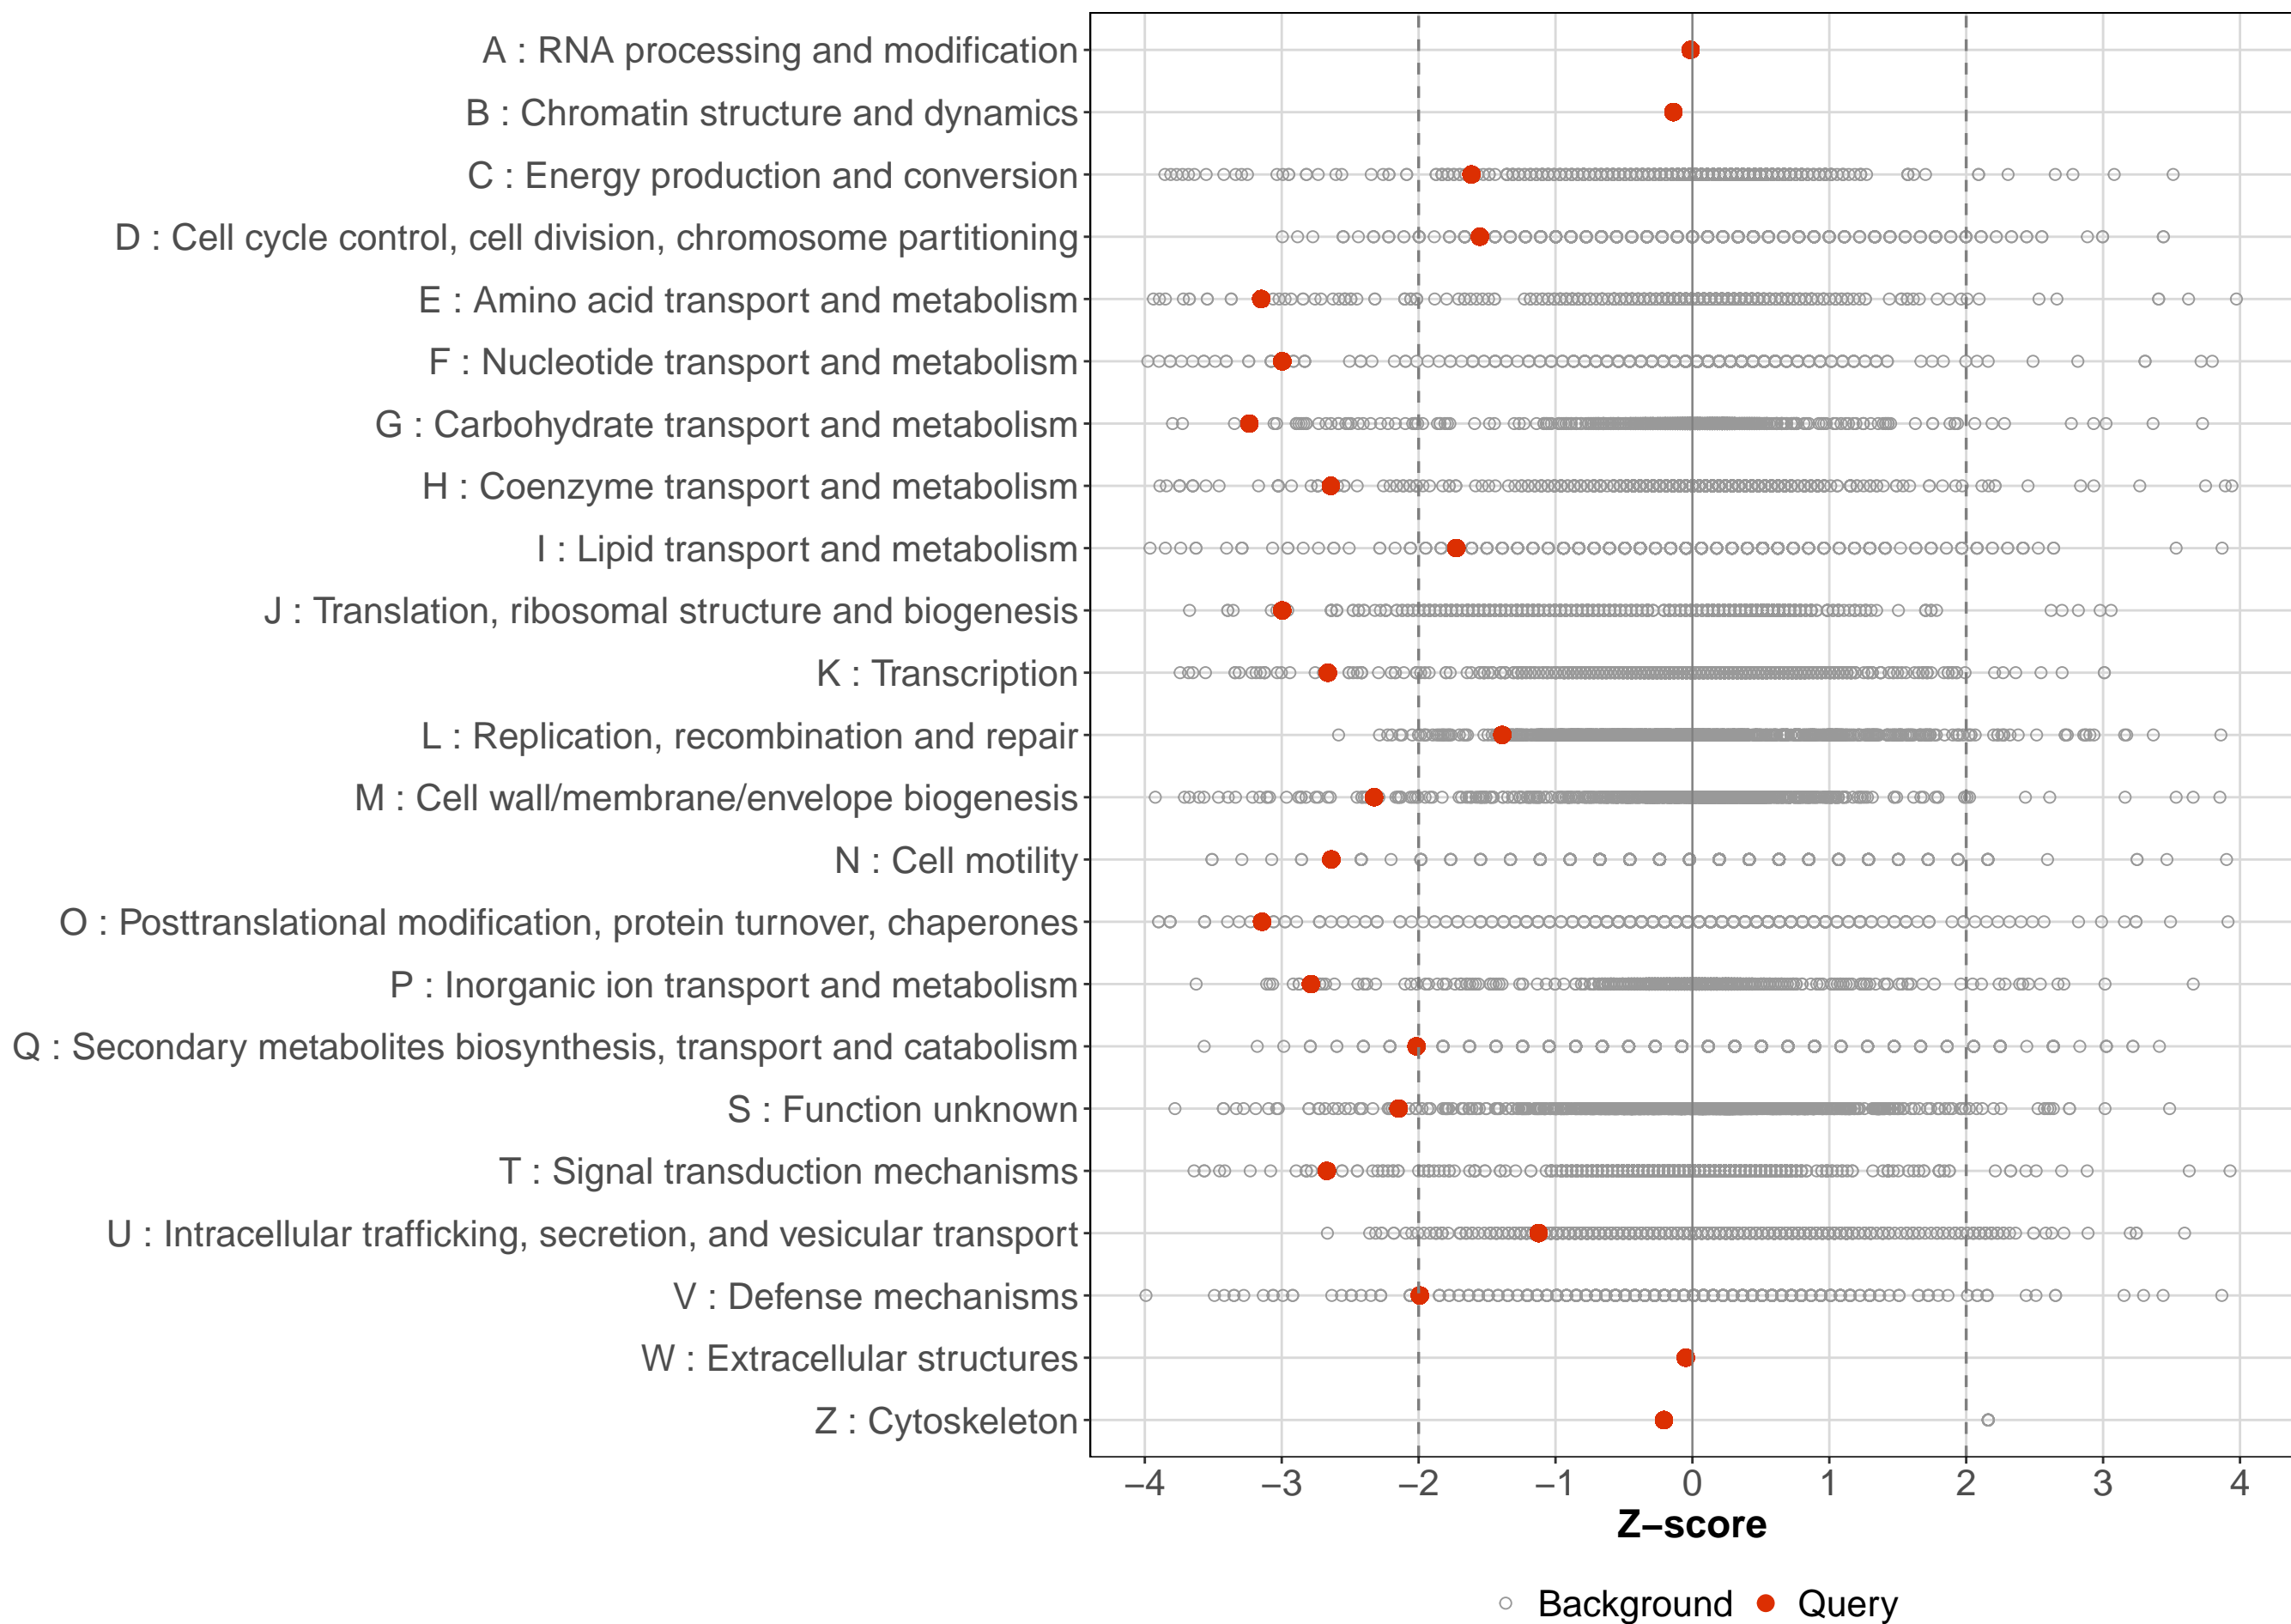 A : RNA processing and modification
B : Chromatin structure and dynamics
C : Energy production and conversion
D : Cell cycle control, cell division, chromosome partitioning
E : Amino acid transport and metabolism
F : Nucleotide transport and metabolism
G : Carbohydrate transport and metabolism
H : Coenzyme transport and metabolism
I : Lipid transport and metabolism
J : Translation, ribosomal structure and biogenesis
K : Transcription
L : Replication, recombination and repair
M : Cell wall/membrane/envelope biogenesis
N : Cell motility
O : Posttranslational modification, protein turnover, chaperones
P : Inorganic ion transport and metabolism
Q : Secondary metabolites biosynthesis, transport and catabolism
S : Function unknown
T : Signal transduction mechanisms
U : Intracellular trafficking, secretion, and vesicular transport
V : Defense mechanisms
W : Extracellular structures
Z : Cytoskeleton
−4 −3 −2 −1 0 1 2 3 4
Z−score
Background Query